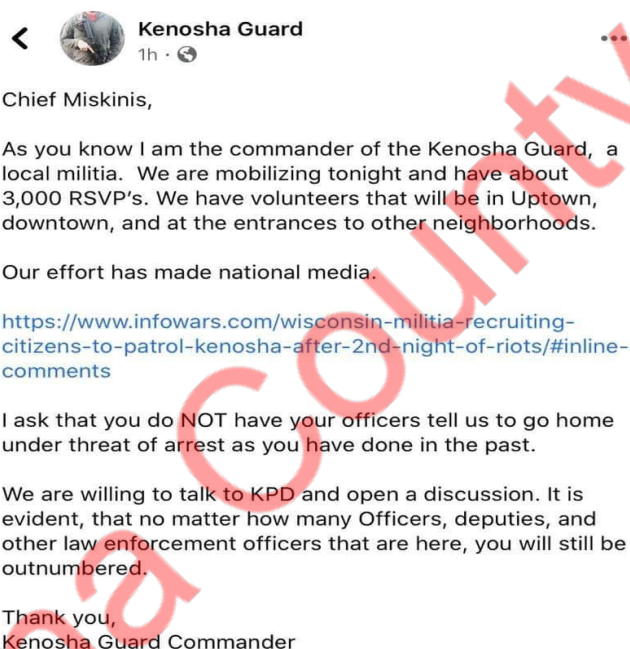 Kenosha Guard
1h ·
Chief Miskinis,
As you know I am the commander of the Kenosha Guard, a
local militia. We are mobilizing tonight and have about
3,000 RSVP's. We have volunteers that will be in Uptown,
downtown, and at the entrances to other neighborhoods.
Our effort has made national media.
https://www.infowars.com/wisconsin-militia-recruiting-
citizens-to-patrol-kenosha-after-2nd-night-of-riots/#inline-
comments
I ask that you do NOT have your officers tell us to go home
under threat of arrest as you have done in the past.
We are willing to talk to KPD and open a discussion. It is
evident, that no matter how many Officers, deputies, and
other law enforcement officers that are here, you will still be
outnumbered.
Thank you,
Kenosha Guard Commander
ha County